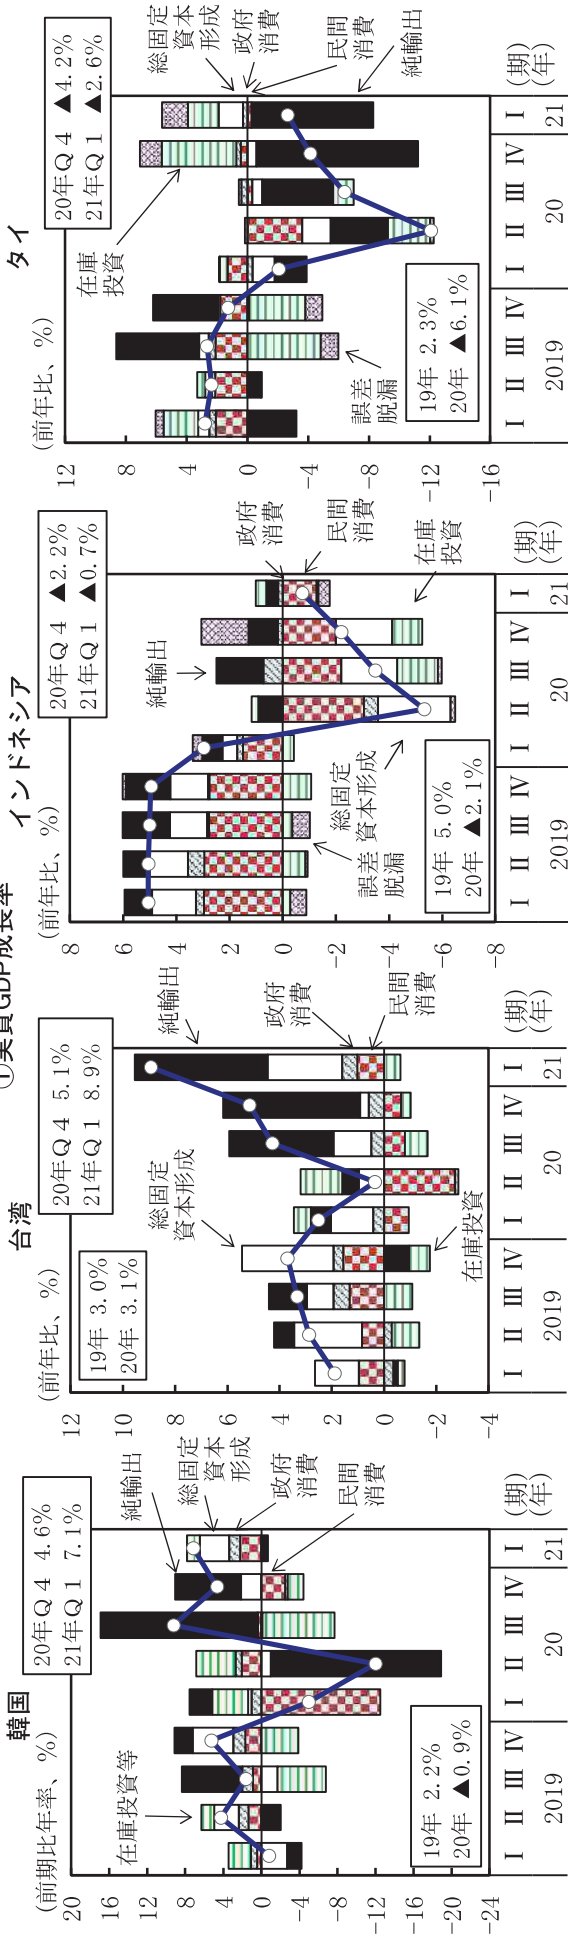 ①実質GDP成長率
韓国
(前期比年率、%)
20年Q4 4.6%
21年Q1 7.1%
20
16
12
8
4
0
-4
-8
-12
-16
-20
-24
在庫投資等
純輸出
総固定
資本
形成
政府
消費
民間
消費
19年 2.2%
20年 ▲0.9%
Ⅰ Ⅱ Ⅲ Ⅳ Ⅰ Ⅱ Ⅲ Ⅳ Ⅰ (期)
2019 20 21 (年)
台湾
(前年比、%)
19年 3.0%
20年 3.1%
20年Q4 5.1%
21年Q1 8.9%
12
10
8
6
4
2
0
-2
-4
総固定
資本形成
純輸出
政府
消費
民間
消費
在庫投資
Ⅰ Ⅱ Ⅲ Ⅳ Ⅰ Ⅱ Ⅲ Ⅳ Ⅰ (期)
2019 20 21 (年)
インドネシア
(前年比、%)
20年Q4 ▲2.2%
21年Q1 ▲0.7%
8
6
4
2
0
-2
-4
-6
-8
純輸出
政府
消費
民間
消費
在庫
投資
誤差
脱漏
総固定
資本形成
19年 5.0%
20年 ▲2.1%
Ⅰ Ⅱ Ⅲ Ⅳ Ⅰ Ⅱ Ⅲ Ⅳ Ⅰ (期)
2019 20 21 (年)
タイ
(前年比、%)
20年Q4 ▲4.2%
21年Q1 ▲2.6%
12
8
4
0
-4
-8
-12
-16
在庫
投資
総固定
資本
形成
政府
消費
民間
消費
純輸出
誤差
脱漏
19年 2.3%
20年 ▲6.1%
Ⅰ Ⅱ Ⅲ Ⅳ Ⅰ Ⅱ Ⅲ Ⅳ Ⅰ (期)
2019 20 21 (年)